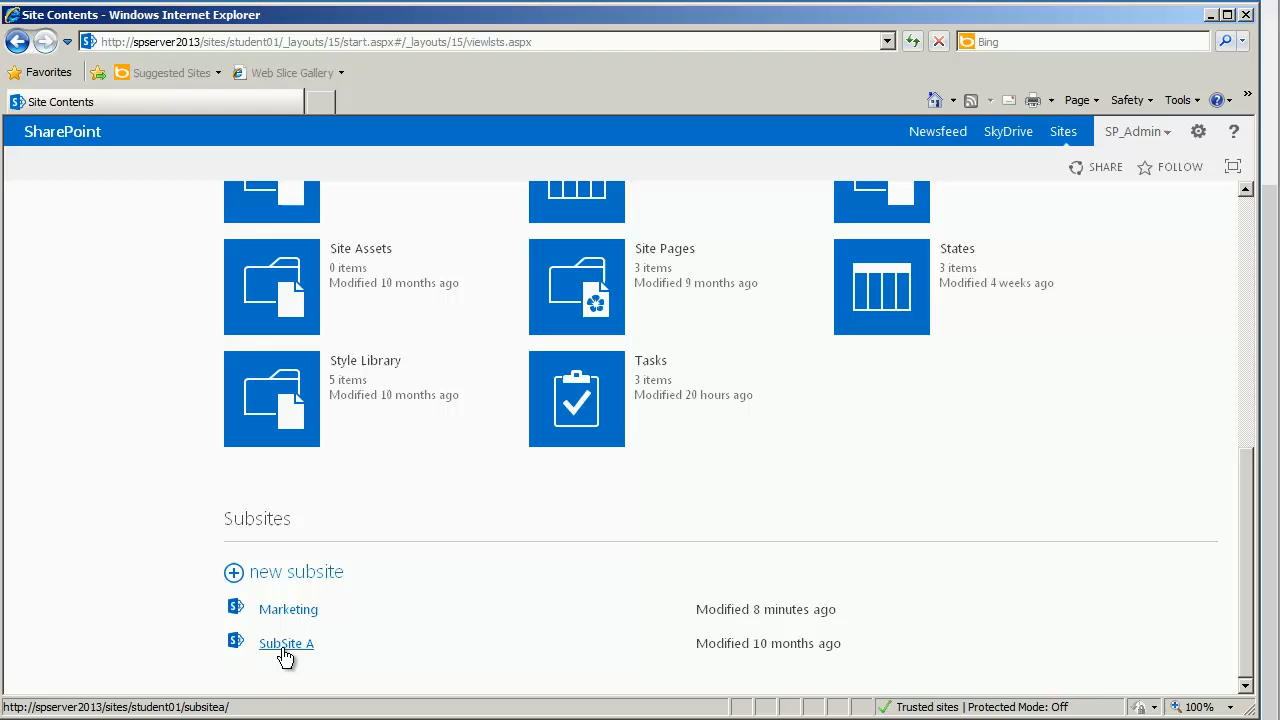 Site Contents - Windows Internet Explorer
http://spserver2013/sites/student01/_layouts/15/start.aspx#/_layouts/15/viewlsts.aspx
Bing
Favorites Suggested Sites Web Slice Gallery
Site Contents
Page Safety Tools
SharePoint Newsfeed SkyDrive Sites SP_Admin ?
SHARE FOLLOW
Site Assets
0 items
Modified 10 months ago
Site Pages
3 items
Modified 9 months ago
States
3 items
Modified 4 weeks ago
Style Library
5 items
Modified 10 months ago
Tasks
3 items
Modified 20 hours ago
Subsites
new subsite
Marketing Modified 8 minutes ago
SubSite A Modified 10 months ago
http://spserver2013/sites/student01/subsitea/ Trusted sites | Protected Mode: Off 100%